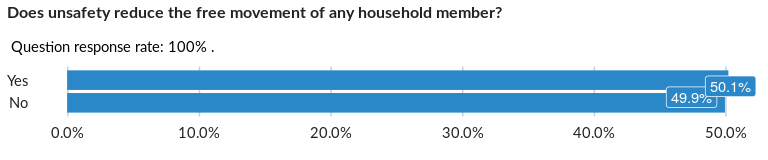 Does unsafety reduce the free movement of any household member?
Question response rate: 100% .
Yes
50.1%
No
49.9%
0.0% 10.0% 20.0% 30.0% 40.0% 50.0%